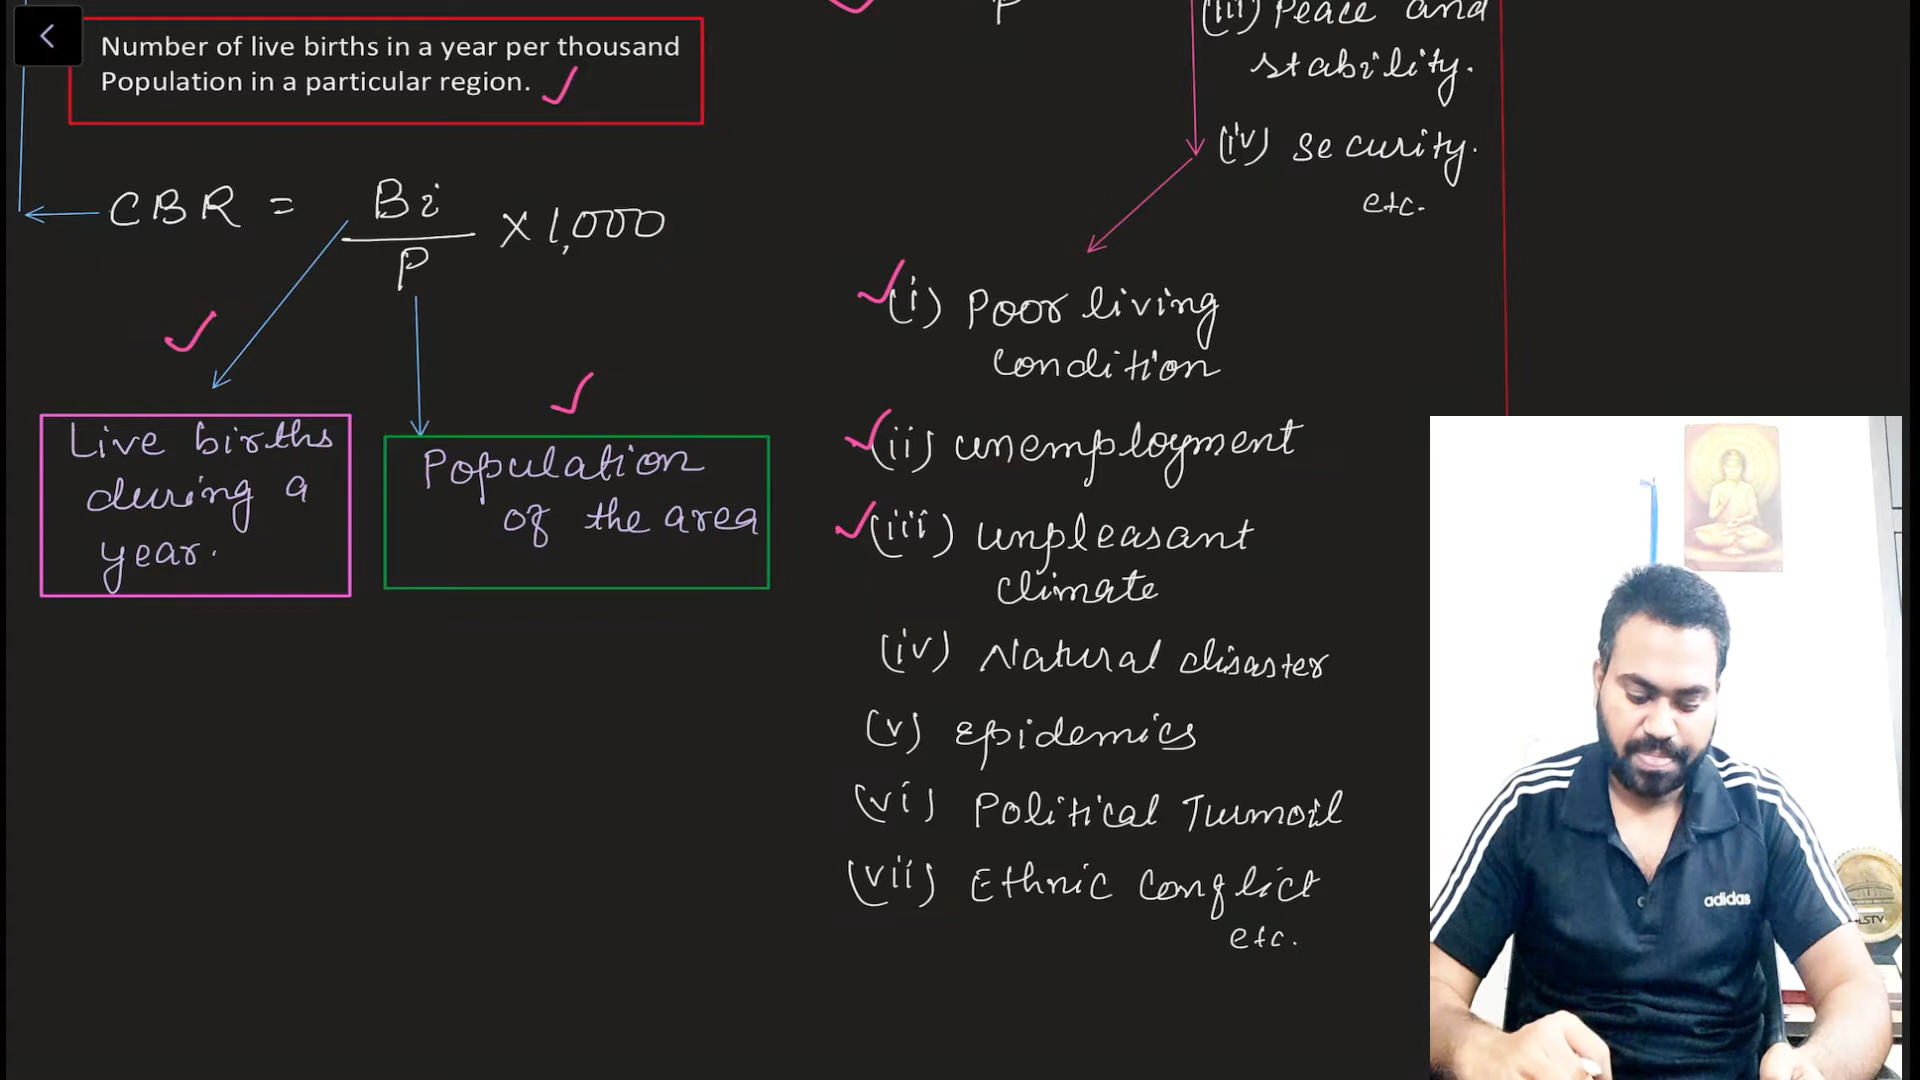 Number of live births in a year per thousand
Population in a particular region.
CBR = Bi
× 1,000
P
Live births
during a
year.
Population
of the area
(iii) Peace and
stability.
(iv) Security.
etc.
(i) Poor living
condition
(ii) unemployment
(iii) unpleasant
climate
(iv) Natural disaster
(v) epidemics
(vi) Political Turmoil
(vii) Ethnic Conflict
etc.
adidas